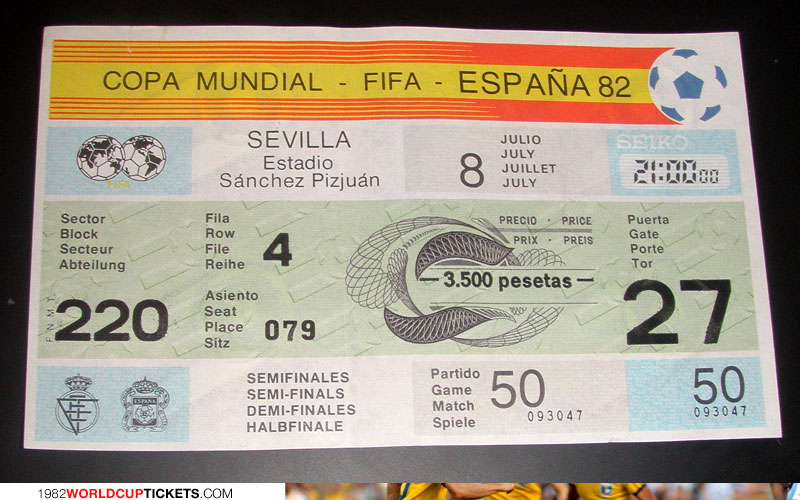 COPA MUNDIAL - FIFA - ESPAÑA 82
FIFA
SEVILLA
Estadio
Sánchez Pizjuán
8
JULIO
JULY
JUILLET
JULY
SEIKO
21:00 00
Sector
Block
Secteur
Abteilung
F.N.M.T.
220
Fila
Row
File
Reihe
4
Asiento
Seat
Place
Sitz
079
PRECIO · PRICE
PRIX · PREIS
— 3.500 pesetas —
Puerta
Gate
Porte
Tor
27
ESPAÑA
SEMIFINALES
SEMI-FINALS
DEMI-FINALES
HALBFINALE
Partido
Game
Match
Spiele
50
093047
50
093047
1982WORLDCUPTICKETS.COM